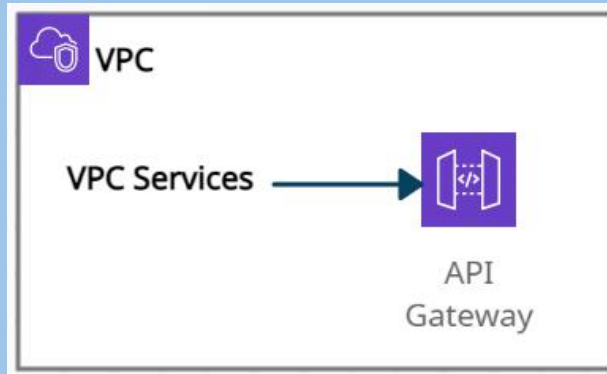 VPC
VPC Services
</>
API
Gateway